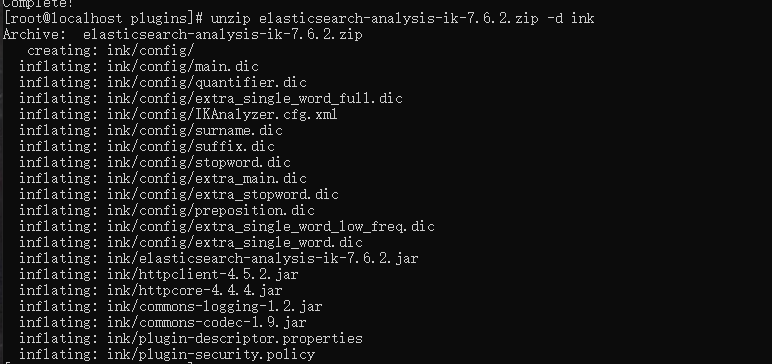 Complete!
[root@localhost plugins]# unzip elasticsearch-analysis-ik-7.6.2.zip -d ink
Archive:  elasticsearch-analysis-ik-7.6.2.zip
   creating: ink/config/
  inflating: ink/config/main.dic
  inflating: ink/config/quantifier.dic
  inflating: ink/config/extra_single_word_full.dic
  inflating: ink/config/IKAnalyzer.cfg.xml
  inflating: ink/config/surname.dic
  inflating: ink/config/suffix.dic
  inflating: ink/config/stopword.dic
  inflating: ink/config/extra_main.dic
  inflating: ink/config/extra_stopword.dic
  inflating: ink/config/preposition.dic
  inflating: ink/config/extra_single_word_low_freq.dic
  inflating: ink/config/extra_single_word.dic
  inflating: ink/elasticsearch-analysis-ik-7.6.2.jar
  inflating: ink/httpclient-4.5.2.jar
  inflating: ink/httpcore-4.4.4.jar
  inflating: ink/commons-logging-1.2.jar
  inflating: ink/commons-codec-1.9.jar
  inflating: ink/plugin-descriptor.properties
  inflating: ink/plugin-security.policy